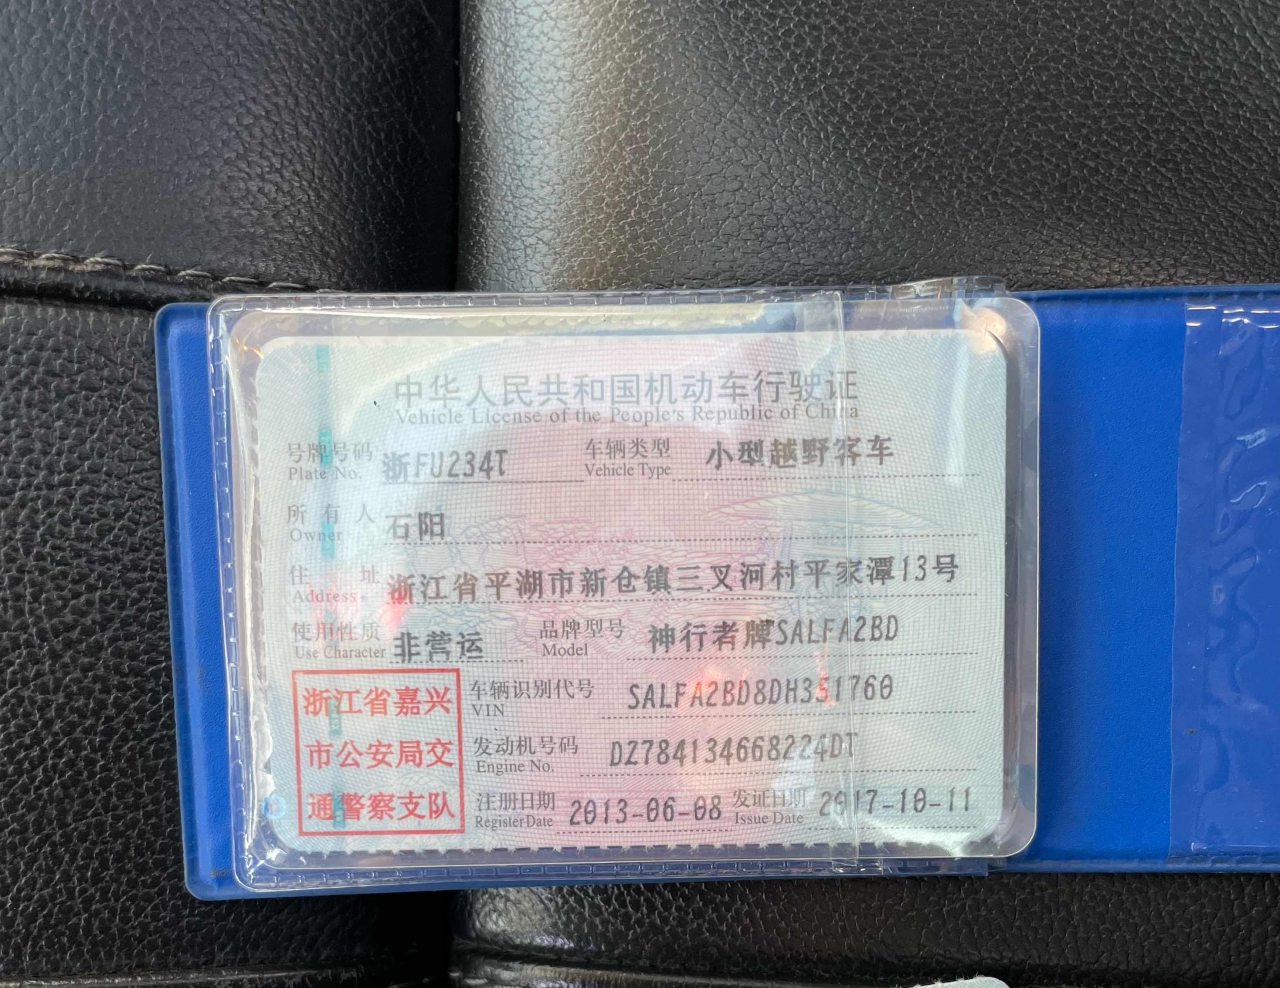 中华人民共和国机动车行驶证
Vehicle License of the People's Republic of China
号牌号码 浙FU234T 车辆类型 小型越野客车
Plate No. Vehicle Type
所有人 石阳
Owner
住址 浙江省平湖市新仓镇三叉河村平家潭13号
Address
使用性质 非营运 品牌型号 神行者牌SALFA2BD
Use Character Model
浙江省嘉兴
市公安局交
通警察支队
车辆识别代号 SALFA2BD8DH351760
VIN
发动机号码 DZ784134668224DT
Engine No.
注册日期 2013-06-08 发证日期 2017-10-11
Register Date Issue Date